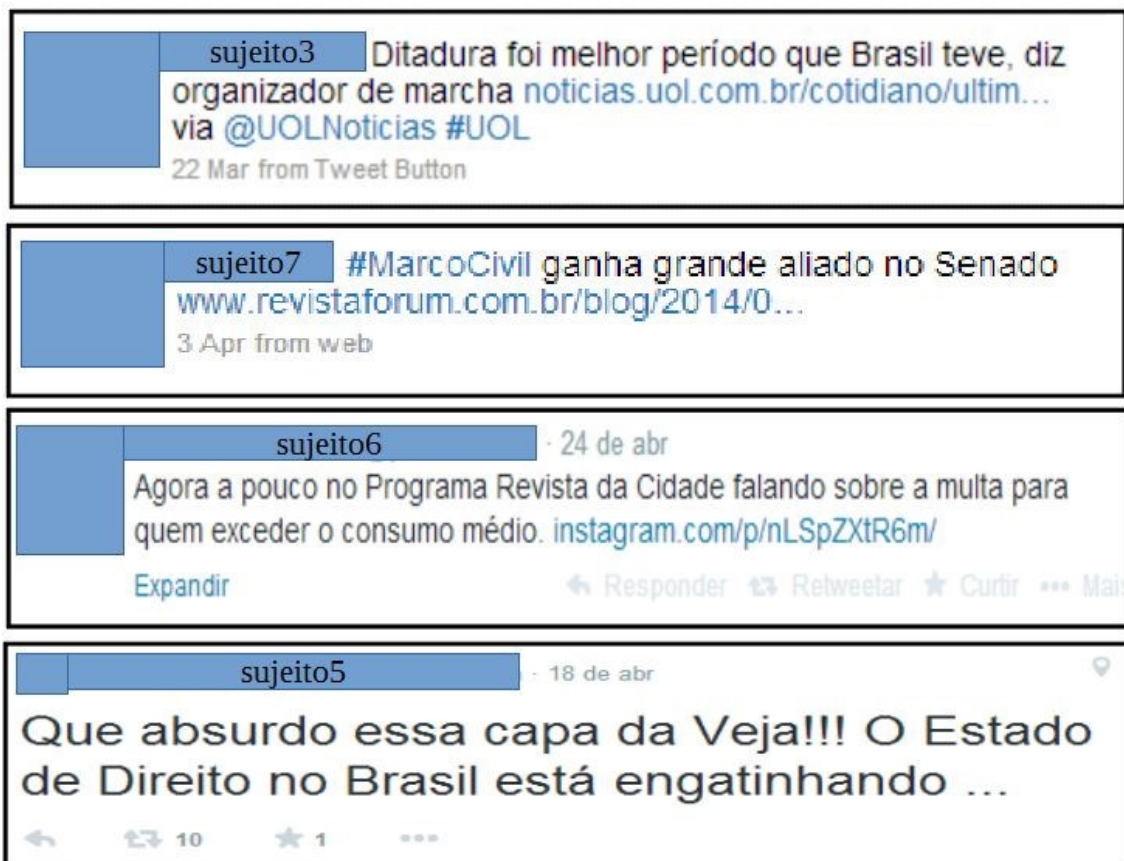 sujeito3 Ditadura foi melhor período que Brasil teve, diz
organizador de marcha noticias.uol.com.br/cotidiano/ultim...
via @UOLNoticias #UOL
22 Mar from Tweet Button
sujeito7 #MarcoCivil ganha grande aliado no Senado
www.revistaforum.com.br/blog/2014/0...
3 Apr from web
sujeito6 · 24 de abr
Agora a pouco no Programa Revista da Cidade falando sobre a multa para
quem exceder o consumo médio. instagram.com/p/nLSpZXtR6m/
Expandir Responder Retweetar Curtir ••• Mais
sujeito5 · 18 de abr
Que absurdo essa capa da Veja!!! O Estado
de Direito no Brasil está engatinhando ...
10 1 •••